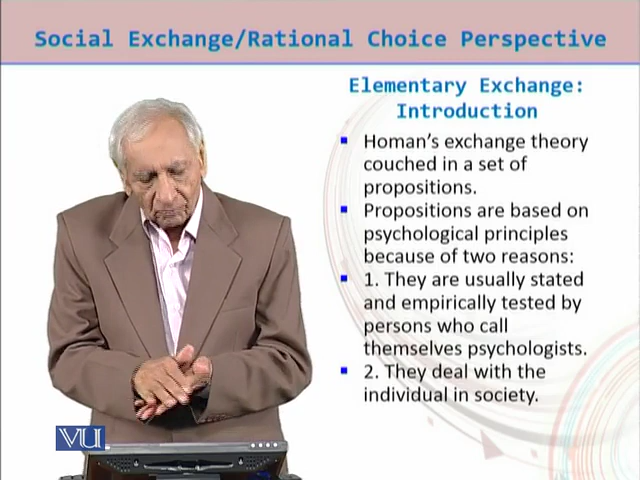 Social Exchange/Rational Choice Perspective
Elementary Exchange:
Introduction
Homan's exchange theory
couched in a set of
propositions.
Propositions are based on
psychological principles
because of two reasons:
1. They are usually stated
and empirically tested by
persons who call
themselves psychologists.
2. They deal with the
individual in society.
VU